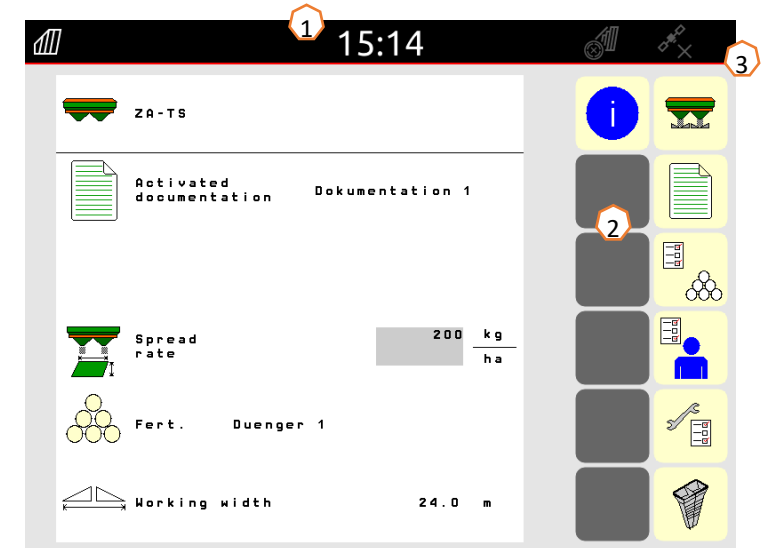 1
15:14
3
ZA-TS
i
Activated
documentation Dokumentation 1
2
Spread
rate
200 kg
ha
Fert. Duenger 1
Working width 24.0 m